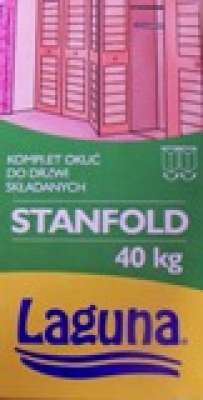 KOMPLET OKUĆ
DO DRZWI
SKŁADANYCH
STANFOLD
40 kg
Laguna